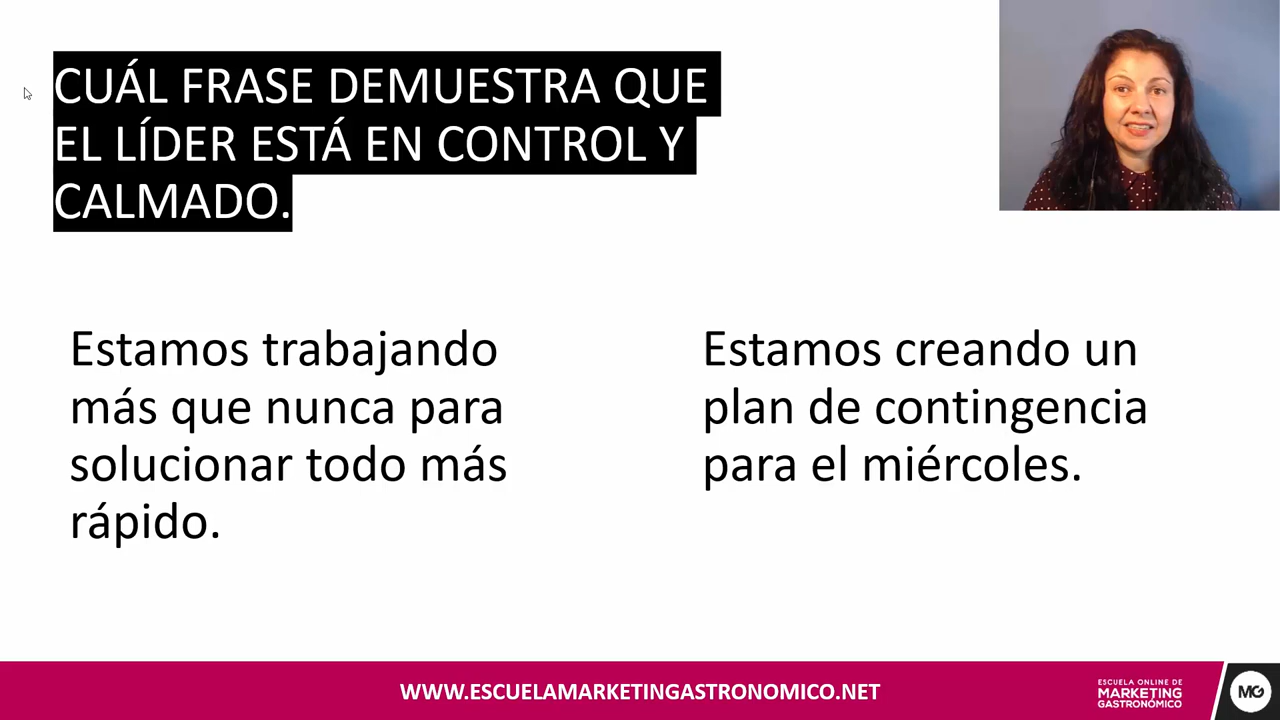 CUÁL FRASE DEMUESTRA QUE
EL LÍDER ESTÁ EN CONTROL Y
CALMADO.
Estamos trabajando
más que nunca para
solucionar todo más
rápido.
Estamos creando un
plan de contingencia
para el miércoles.
WWW.ESCUELAMARKETINGASTRONOMICO.NET
ESCUELA ONLINE DE
MARKETING
GASTRONÓMICO
MG